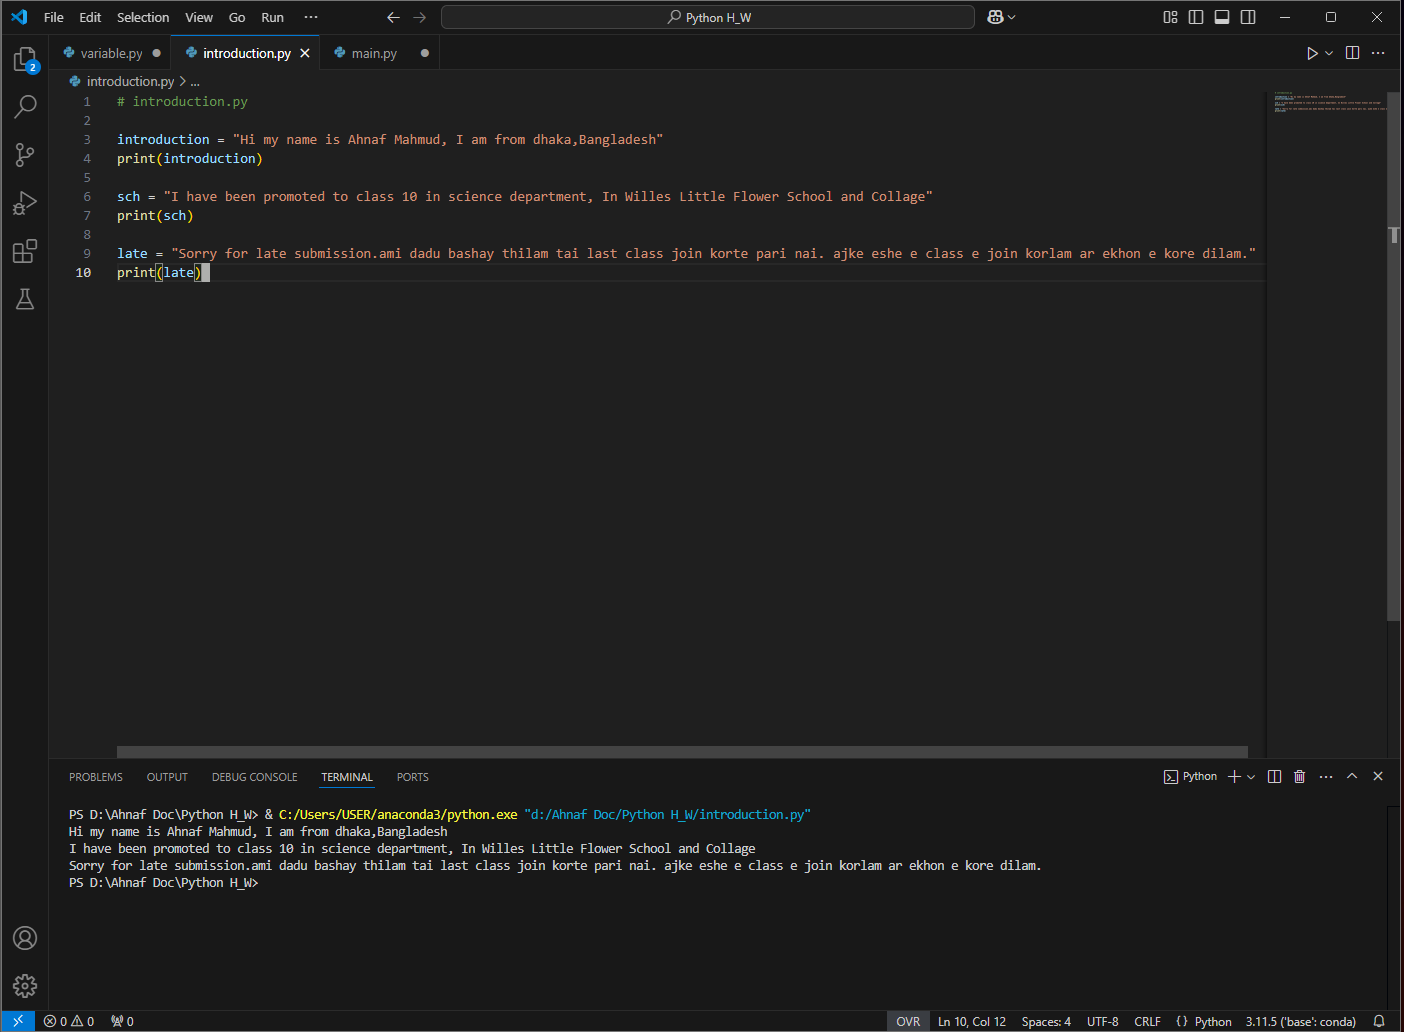 File Edit Selection View Go Run ··· Python H_W
2
variable.py introduction.py main.py
introduction.py > ...
1 # introduction.py
2
3 introduction = "Hi my name is Ahnaf Mahmud, I am from dhaka,Bangladesh"
4 print(introduction)
5
6 sch = "I have been promoted to class 10 in science department, In Willes Little Flower School and Collage"
7 print(sch)
8
9 late = "Sorry for late submission.ami dadu bashay thilam tai last class join korte pari nai. ajke eshe e class e join korlam ar ekhon e kore dilam."
10 print(late)
PROBLEMS OUTPUT DEBUG CONSOLE TERMINAL PORTS Python
PS D:\Ahnaf Doc\Python H_W> & C:/Users/USER/anaconda3/python.exe "d:/Ahnaf Doc/Python H_W/introduction.py"
Hi my name is Ahnaf Mahmud, I am from dhaka,Bangladesh
I have been promoted to class 10 in science department, In Willes Little Flower School and Collage
Sorry for late submission.ami dadu bashay thilam tai last class join korte pari nai. ajke eshe e class e join korlam ar ekhon e kore dilam.
PS D:\Ahnaf Doc\Python H_W>
0 0 0 OVR Ln 10, Col 12 Spaces: 4 UTF-8 CRLF {} Python 3.11.5 ('base': conda)